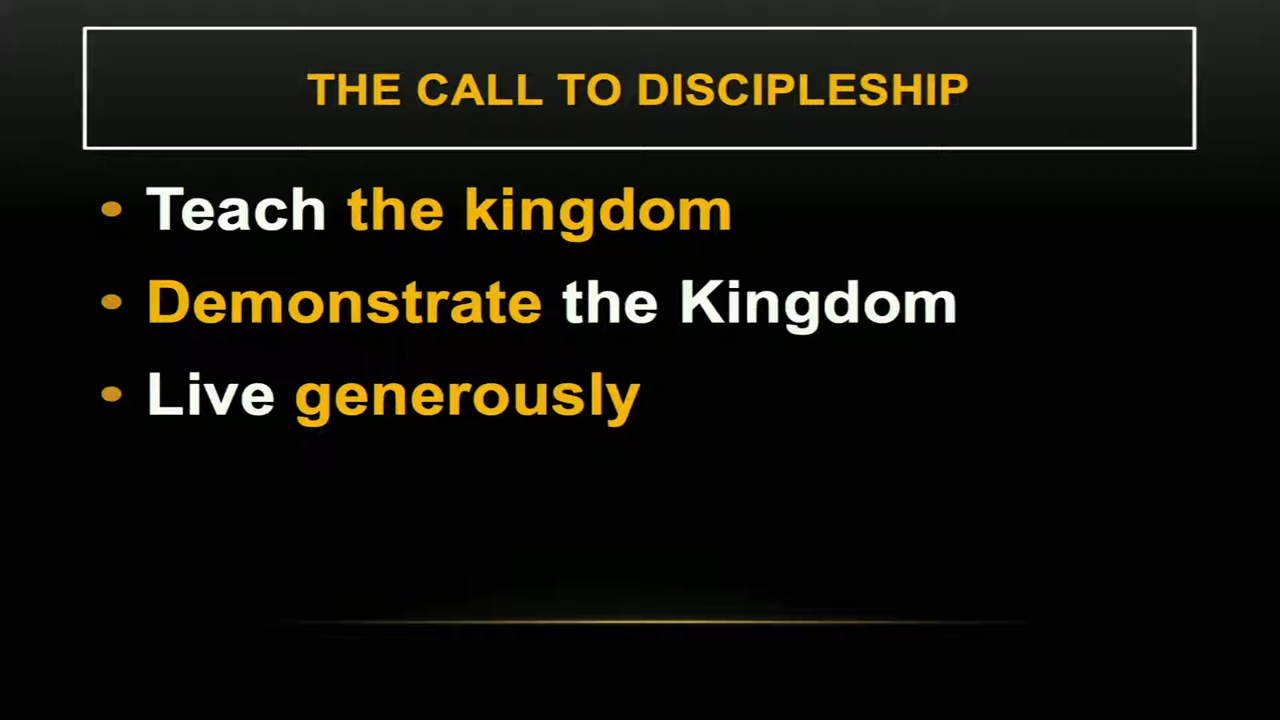 THE CALL TO DISCIPLESHIP
• Teach the kingdom
• Demonstrate the Kingdom
• Live generously